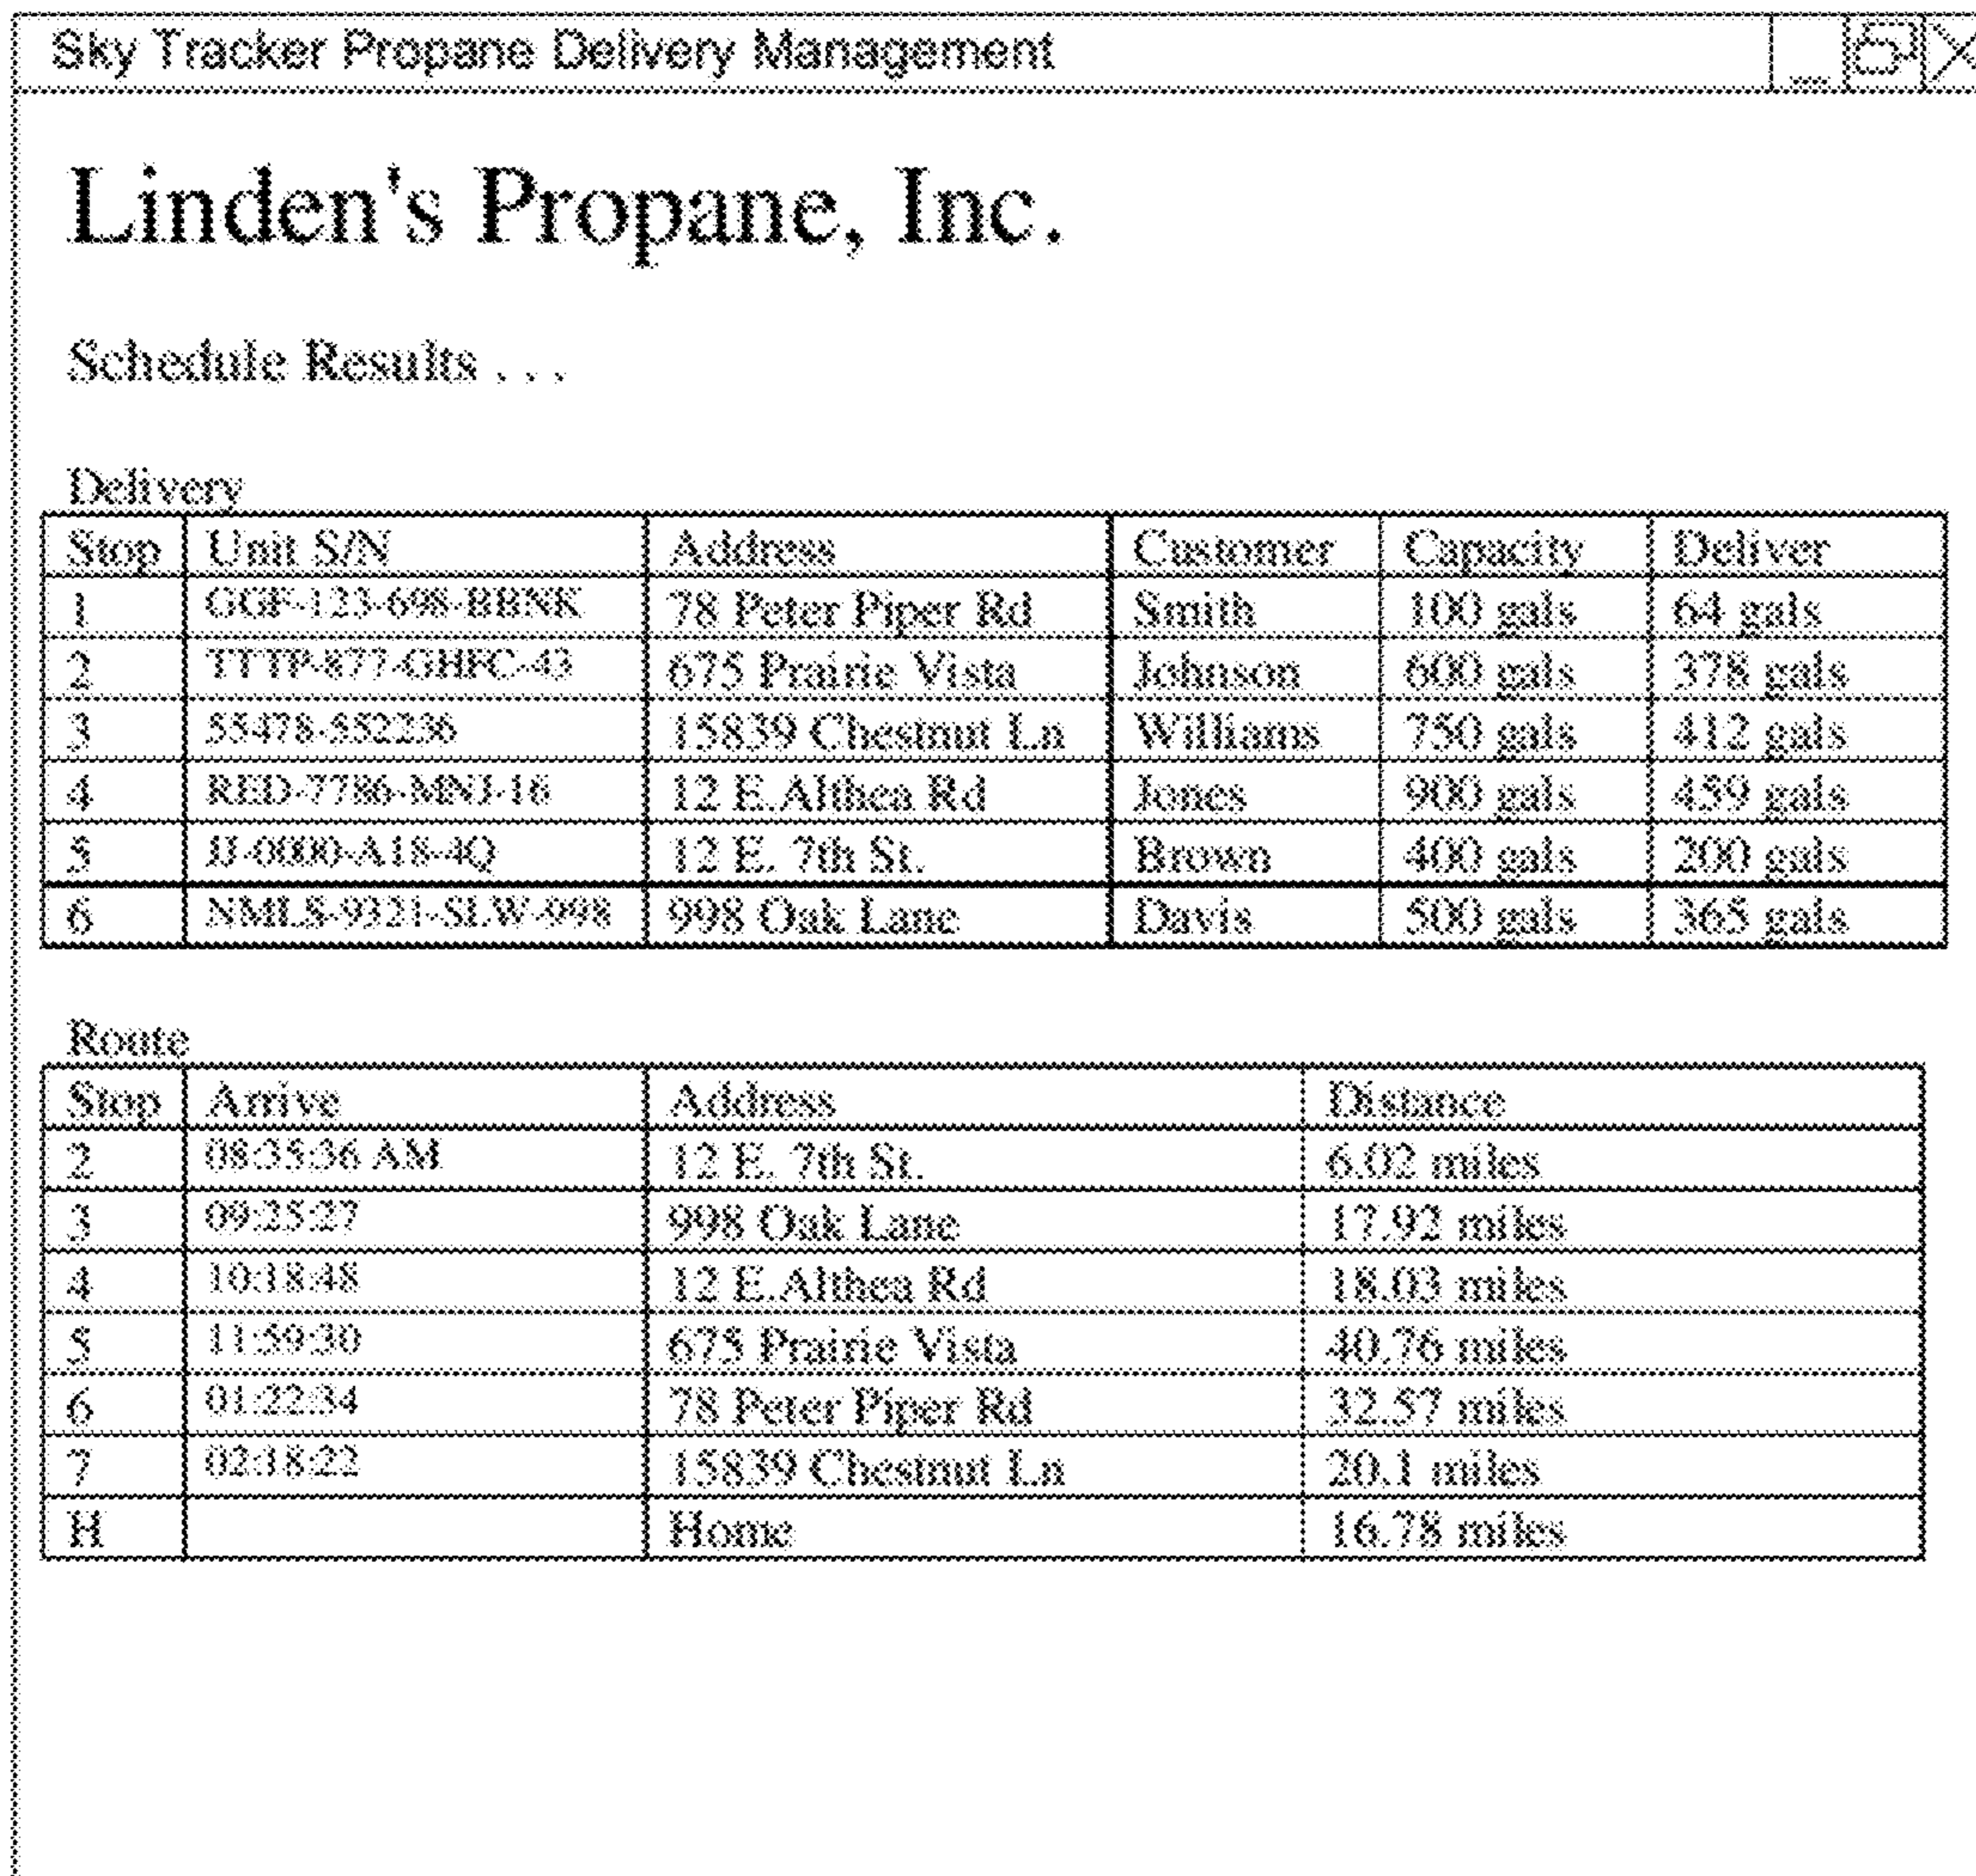 Sky Tracker Propane Delivery Management
Linden's Propane, Inc.
Schedule Results . . .
Delivery
Stop Unit S/N Address Customer Capacity Deliver
1 GGF-123-698-BBNK 78 Peter Piper Rd Smith 100 gals 64 gals
2 TTTP-877-GHFC-43 675 Prairie Vista Johnson 600 gals 378 gals
3 55478-552236 15839 Chestnut Ln Williams 750 gals 412 gals
4 RED-7786-MNJ-16 12 E.Althea Rd Jones 900 gals 459 gals
5 JJ-0000-A18-4Q 12 E. 7th St. Brown 400 gals 200 gals
6 NMLS-9321-SLW-998 998 Oak Lane Davis 500 gals 365 gals
Route
Stop Arrive Address Distance
2 08:35:36 AM 12 E. 7th St. 6.02 miles
3 09:25:27 998 Oak Lane 17.92 miles
4 10:18:48 12 E.Althea Rd 18.03 miles
5 11:59:30 675 Prairie Vista 40.76 miles
6 01:22:34 78 Peter Piper Rd 32.57 miles
7 02:18:22 15839 Chestnut Ln 20.1 miles
H Home 16.78 miles